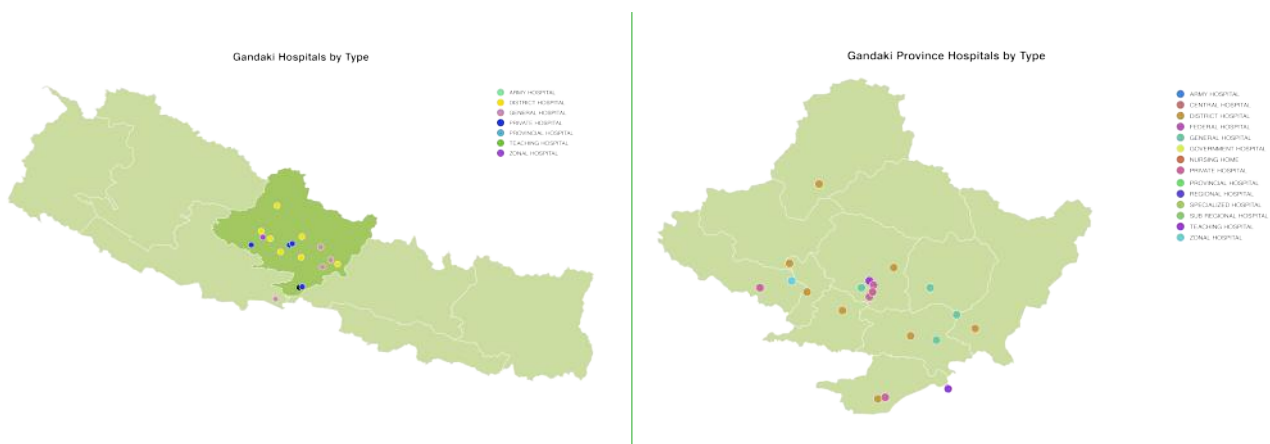 Gandaki Hospitals by Type
ARMY HOSPITAL
DISTRICT HOSPITAL
GENERAL HOSPITAL
PRIVATE HOSPITAL
PROVINCIAL HOSPITAL
TEACHING HOSPITAL
ZONAL HOSPITAL
Gandaki Province Hospitals by Type
ARMY HOSPITAL
CENTRAL HOSPITAL
DISTRICT HOSPITAL
FEDERAL HOSPITAL
GENERAL HOSPITAL
GOVERNMENT HOSPITAL
NURSING HOME
PRIVATE HOSPITAL
PROVINCIAL HOSPITAL
REGIONAL HOSPITAL
SPECIALIZED HOSPITAL
SUB REGIONAL HOSPITAL
TEACHING HOSPITAL
ZONAL HOSPITAL